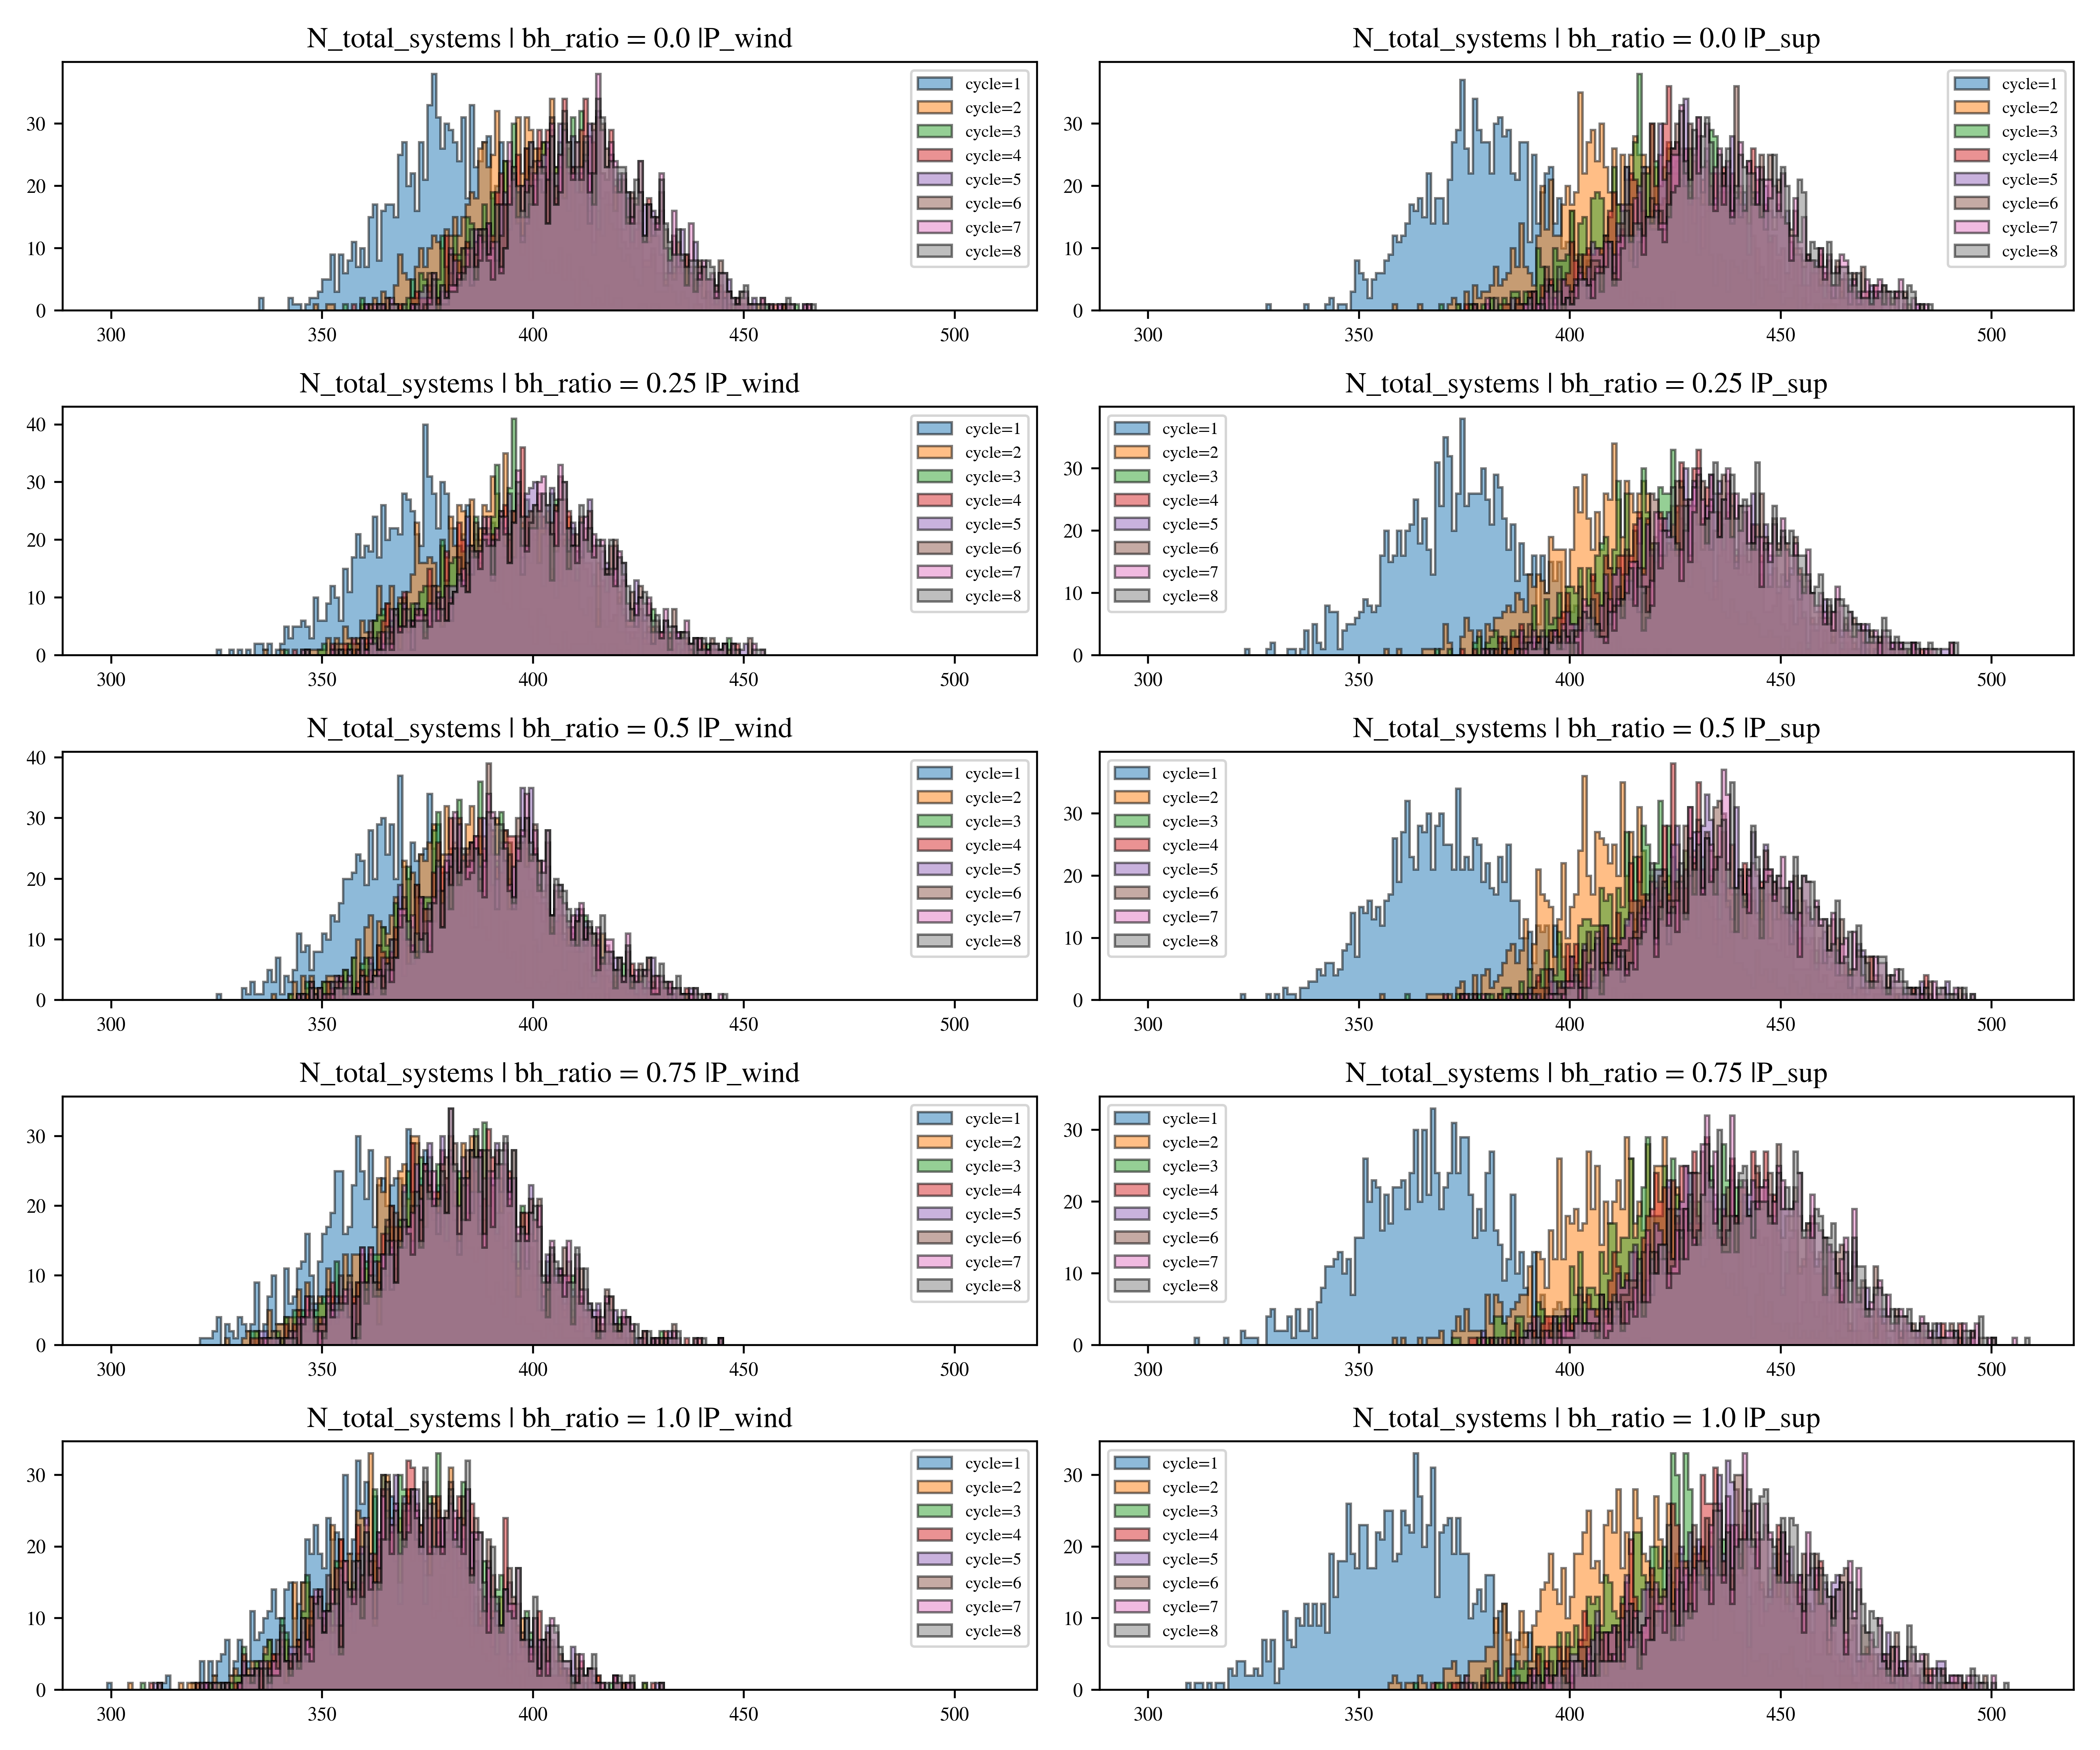 N_total_systems | bh_ratio = 0.0 |P_wind
30
20
10
0
300 350 400 450 500
cycle=1
cycle=2
cycle=3
cycle=4
cycle=5
cycle=6
cycle=7
cycle=8
N_total_systems | bh_ratio = 0.0 |P_sup
30
20
10
0
300 350 400 450 500
cycle=1
cycle=2
cycle=3
cycle=4
cycle=5
cycle=6
cycle=7
cycle=8
N_total_systems | bh_ratio = 0.25 |P_wind
40
30
20
10
0
300 350 400 450 500
cycle=1
cycle=2
cycle=3
cycle=4
cycle=5
cycle=6
cycle=7
cycle=8
N_total_systems | bh_ratio = 0.25 |P_sup
30
20
10
0
300 350 400 450 500
cycle=1
cycle=2
cycle=3
cycle=4
cycle=5
cycle=6
cycle=7
cycle=8
N_total_systems | bh_ratio = 0.5 |P_wind
40
30
20
10
0
300 350 400 450 500
cycle=1
cycle=2
cycle=3
cycle=4
cycle=5
cycle=6
cycle=7
cycle=8
N_total_systems | bh_ratio = 0.5 |P_sup
30
20
10
0
300 350 400 450 500
cycle=1
cycle=2
cycle=3
cycle=4
cycle=5
cycle=6
cycle=7
cycle=8
N_total_systems | bh_ratio = 0.75 |P_wind
30
20
10
0
300 350 400 450 500
cycle=1
cycle=2
cycle=3
cycle=4
cycle=5
cycle=6
cycle=7
cycle=8
N_total_systems | bh_ratio = 0.75 |P_sup
30
20
10
0
300 350 400 450 500
cycle=1
cycle=2
cycle=3
cycle=4
cycle=5
cycle=6
cycle=7
cycle=8
N_total_systems | bh_ratio = 1.0 |P_wind
30
20
10
0
300 350 400 450 500
cycle=1
cycle=2
cycle=3
cycle=4
cycle=5
cycle=6
cycle=7
cycle=8
N_total_systems | bh_ratio = 1.0 |P_sup
30
20
10
0
300 350 400 450 500
cycle=1
cycle=2
cycle=3
cycle=4
cycle=5
cycle=6
cycle=7
cycle=8